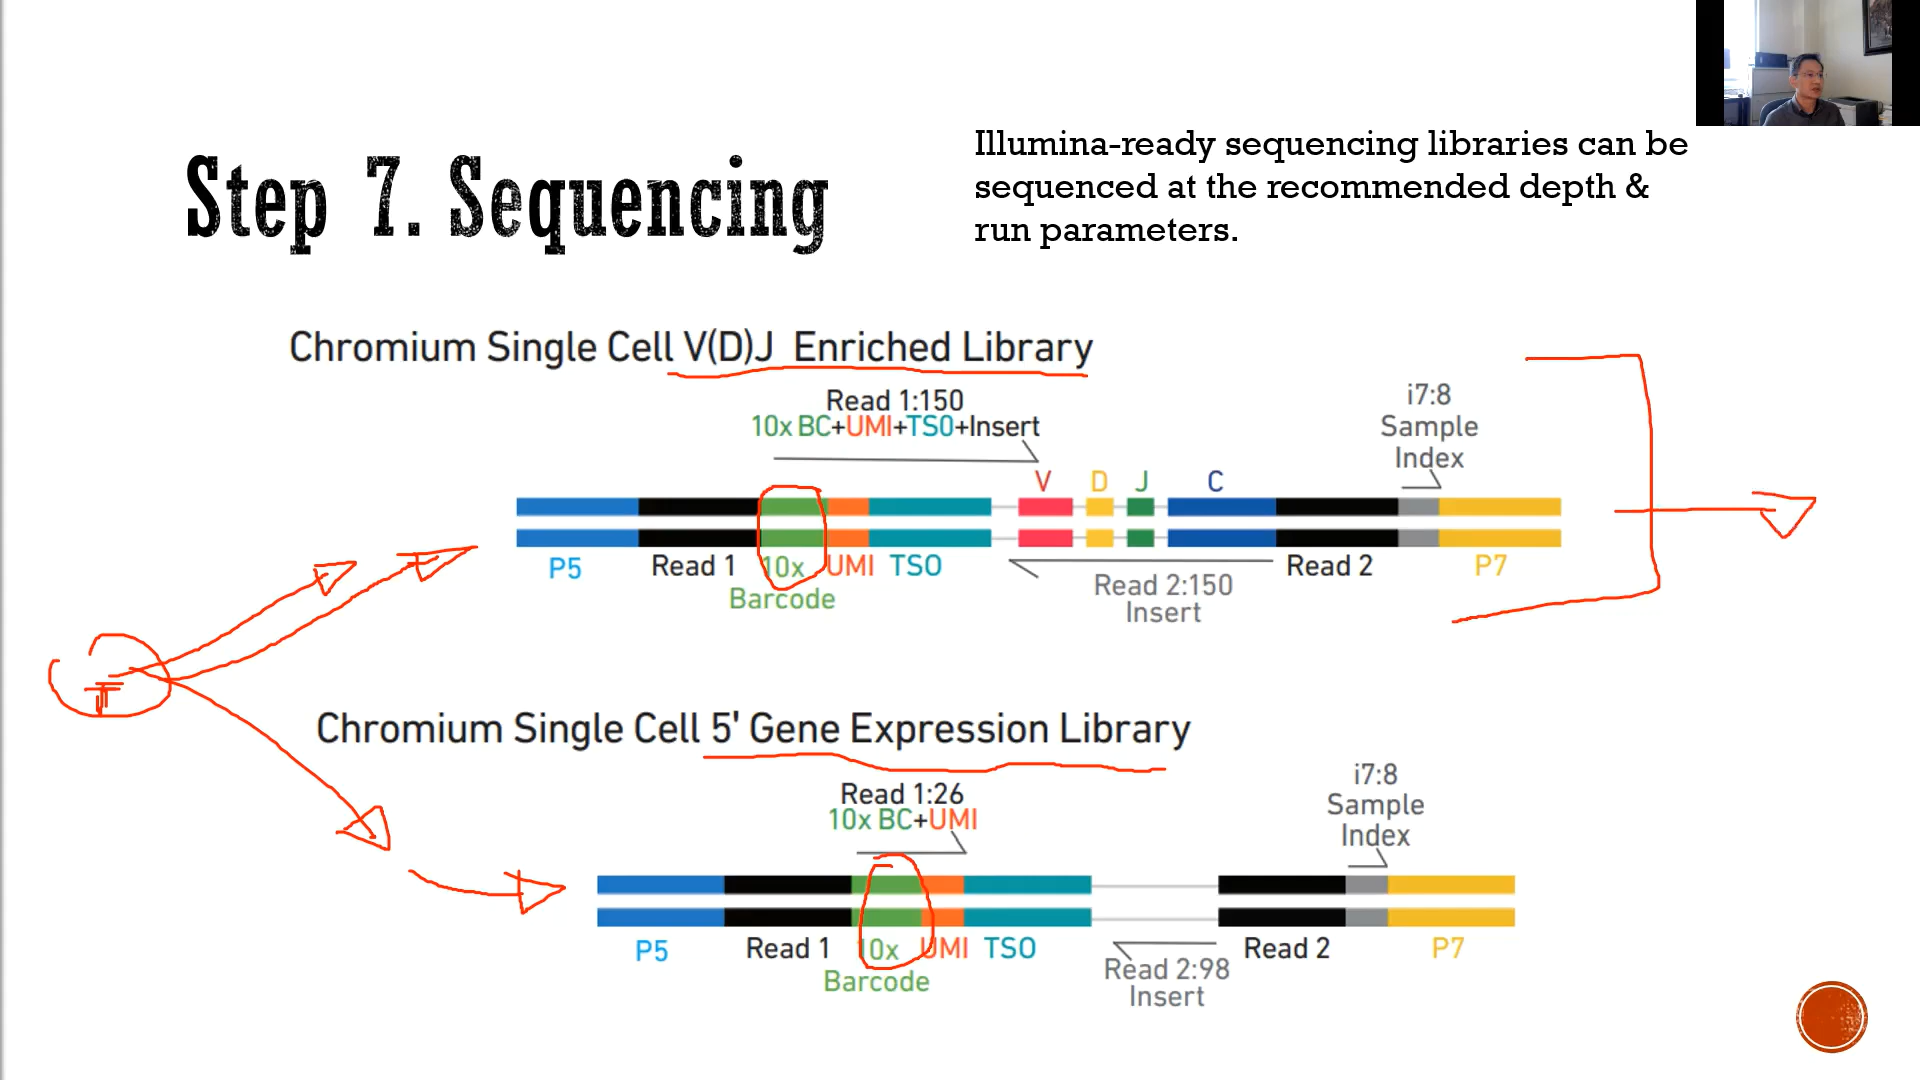 Step 7. Sequencing
Illumina-ready sequencing libraries can be
sequenced at the recommended depth &
run parameters.
Chromium Single Cell V(D)J Enriched Library
Read 1:150
10x BC+UMI+TSO+Insert
i7:8
Sample
Index
V D J C
P5 Read 1 10x UMI TSO Read 2 P7
Barcode
Read 2:150
Insert
T
Chromium Single Cell 5' Gene Expression Library
Read 1:26
10x BC+UMI
i7:8
Sample
Index
P5 Read 1 10x UMI TSO Read 2 P7
Barcode
Read 2:98
Insert